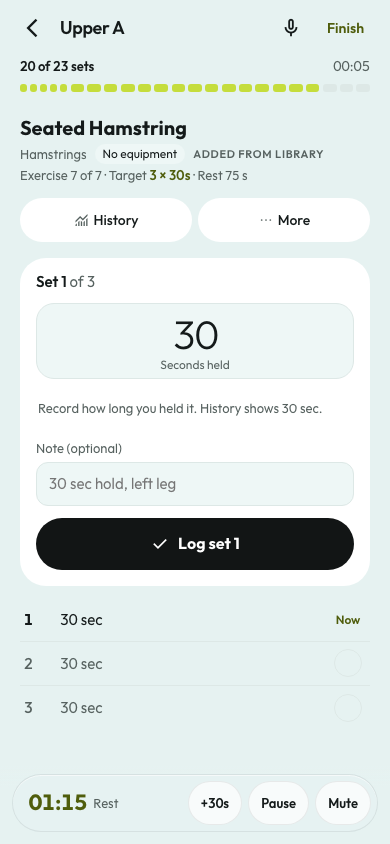 Upper A
Finish
20 of 23 sets
00:05
Seated Hamstring
Hamstrings No equipment ADDED FROM LIBRARY
Exercise 7 of 7 · Target 3 × 30s · Rest 75 s
History
More
Set 1 of 3
30
Seconds held
Record how long you held it. History shows 30 sec.
Note (optional)
30 sec hold, left leg
Log set 1
1 30 sec Now
2 30 sec
3 30 sec
01:15 Rest
+30s
Pause
Mute